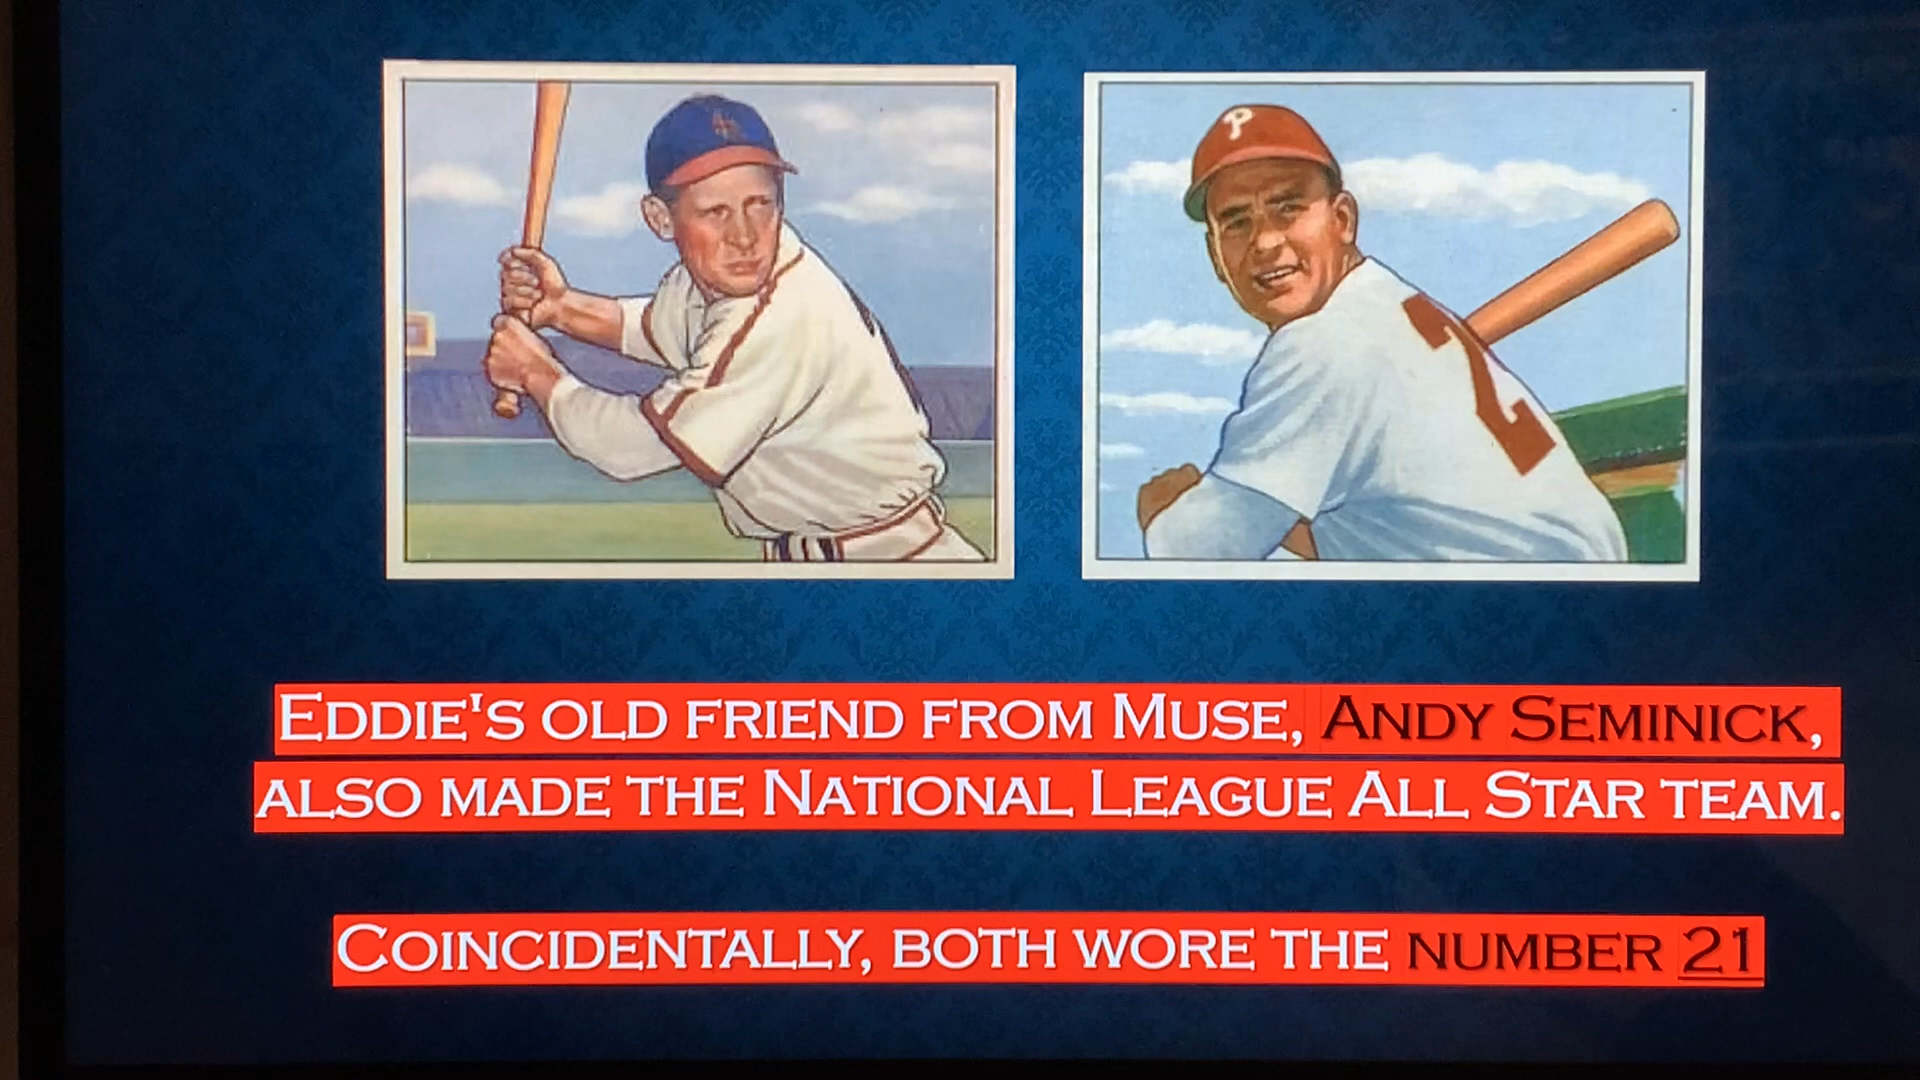 P
2
Eddie's old friend from Muse, Andy Seminick,
also made the National League All Star team.
Coincidentally, both wore the number 21